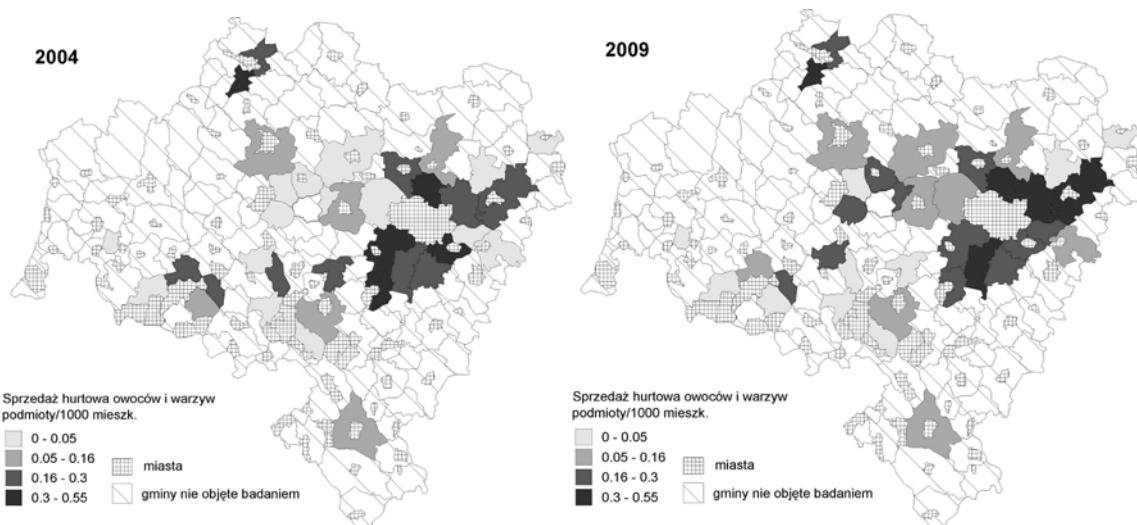 2004
Sprzedaż hurtowa owoców i warzyw
podmioty/1000 mieszk.
0 - 0.05
0.05 - 0.16
0.16 - 0.3
0.3 - 0.55
miasta
gminy nie objęte badaniem
2009
Sprzedaż hurtowa owoców i warzyw
podmioty/1000 mieszk.
0 - 0.05
0.05 - 0.16
0.16 - 0.3
0.3 - 0.55
miasta
gminy nie objęte badaniem